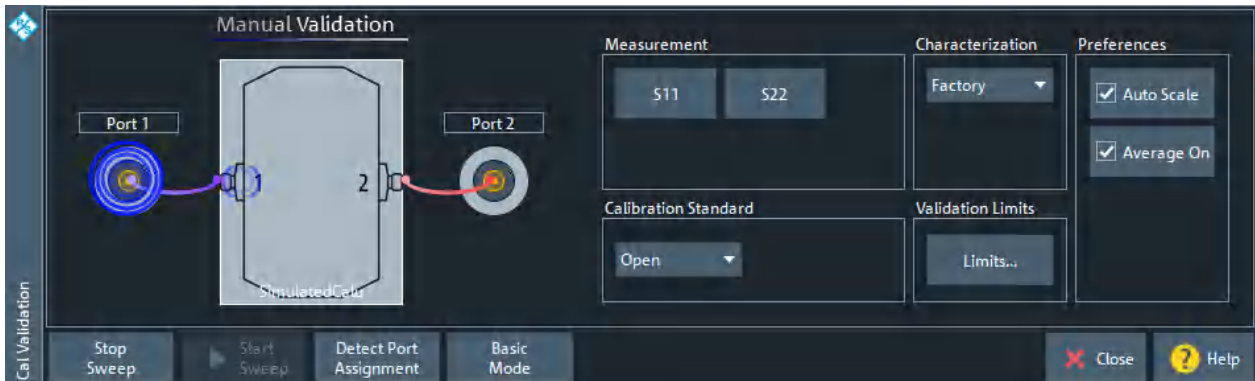 Manual Validation
Port 1
Port 2
1
2
SimulatedCalu
Measurement
S11
S22
Characterization
Factory
Preferences
Auto Scale
Average On
Calibration Standard
Open
Validation Limits
Limits...
Cal Validation
Stop
Sweep
Start
Sweep
Detect Port
Assignment
Basic
Mode
Close
? Help